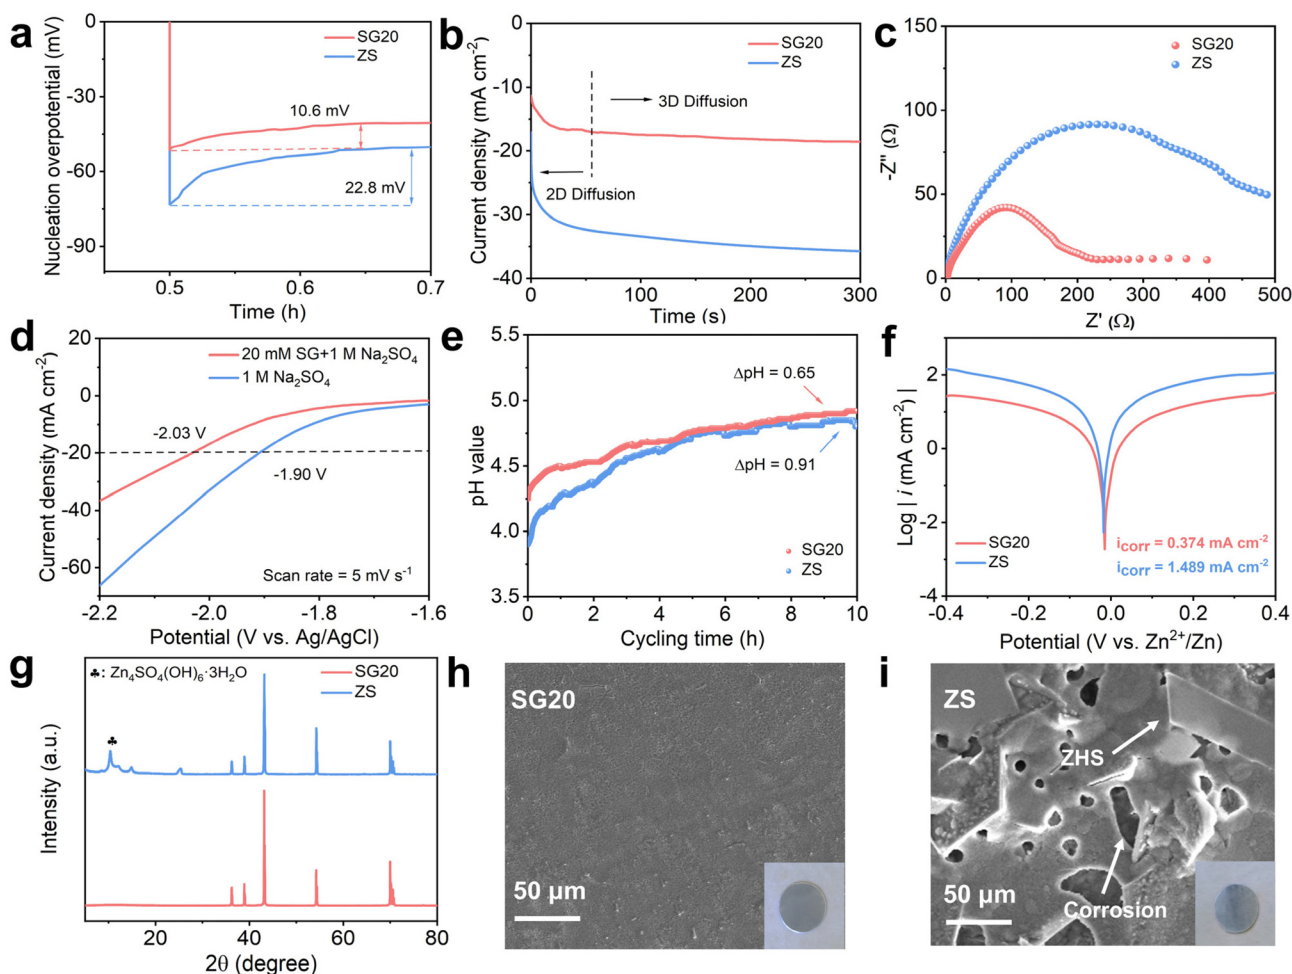 a
Nucleation overpotential (mV)
0
-30
-60
-90
SG20
ZS
10.6 mV
22.8 mV
0.5
0.6
0.7
Time (h)
b
Current density (mA cm⁻²)
0
-10
-20
-30
-40
SG20
ZS
3D Diffusion
2D Diffusion
0
100
200
300
Time (s)
c
-Z'' (Ω)
150
100
50
0
SG20
ZS
0
100
200
300
400
500
Z' (Ω)
d
Current density (mA cm⁻²)
20
0
-20
-40
-60
20 mM SG+1 M Na₂SO₄
1 M Na₂SO₄
-2.03 V
-1.90 V
Scan rate = 5 mV s⁻¹
-2.2
-2.0
-1.8
-1.6
Potential (V vs. Ag/AgCl)
e
pH value
5.5
5.0
4.5
4.0
3.5
ΔpH = 0.65
ΔpH = 0.91
SG20
ZS
0
2
4
6
8
10
Cycling time (h)
f
Log | i (mA cm⁻²) |
2
0
-2
-4
SG20
ZS
i_corr = 0.374 mA cm⁻²
i_corr = 1.489 mA cm⁻²
-0.4
-0.2
0.0
0.2
0.4
Potential (V vs. Zn²⁺/Zn)
g
Intensity (a.u.)
♣: Zn₄SO₄(OH)₆·3H₂O
SG20
ZS
♣
20
40
60
80
2θ (degree)
h
SG20
50 μm
i
ZS
ZHS
50 μm
Corrosion